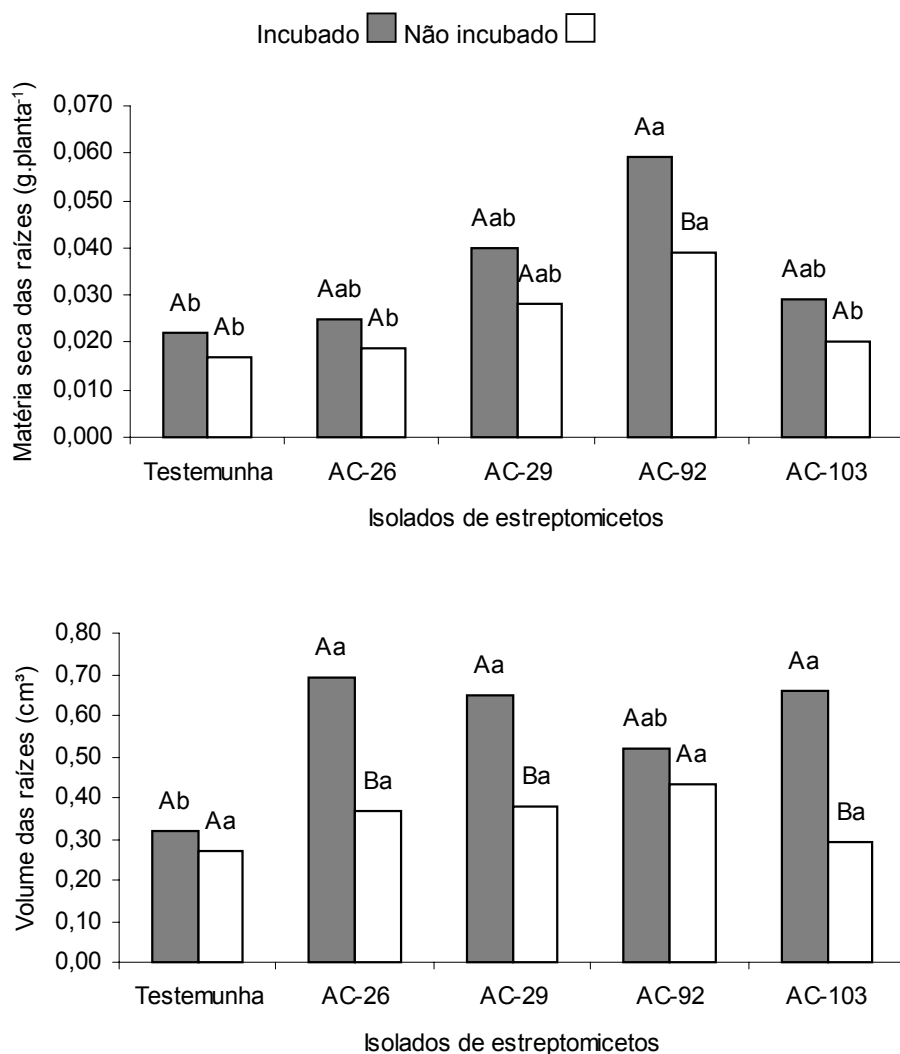 Incubado Não incubado
Matéria seca das raízes (g.planta⁻¹)
0,070
0,060
0,050
0,040
0,030
0,020
0,010
0,000
Ab
Ab
Aab
Ab
Aab
Aab
Aa
Ba
Aab
Ab
Testemunha AC-26 AC-29 AC-92 AC-103
Isolados de estreptomicetos
Volume das raízes (cm³)
0,80
0,70
0,60
0,50
0,40
0,30
0,20
0,10
0,00
Ab
Aa
Aa
Ba
Aa
Ba
Aab
Aa
Aa
Ba
Testemunha AC-26 AC-29 AC-92 AC-103
Isolados de estreptomicetos